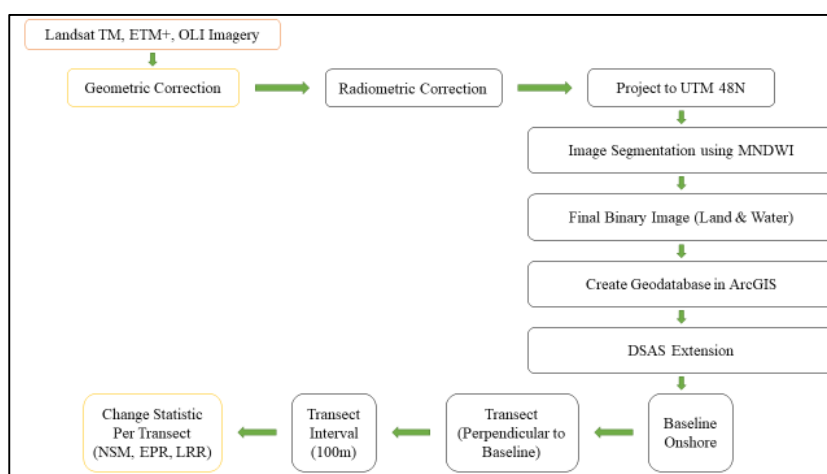 Landsat TM, ETM+, OLI Imagery
Geometric Correction
Radiometric Correction
Project to UTM 48N
Image Segmentation using MNDWI
Final Binary Image (Land & Water)
Create Geodatabase in ArcGIS
DSAS Extension
Baseline
Onshore
Transect
(Perpendicular to
Baseline)
Transect
Interval
(100m)
Change Statistic
Per Transect
(NSM, EPR, LRR)